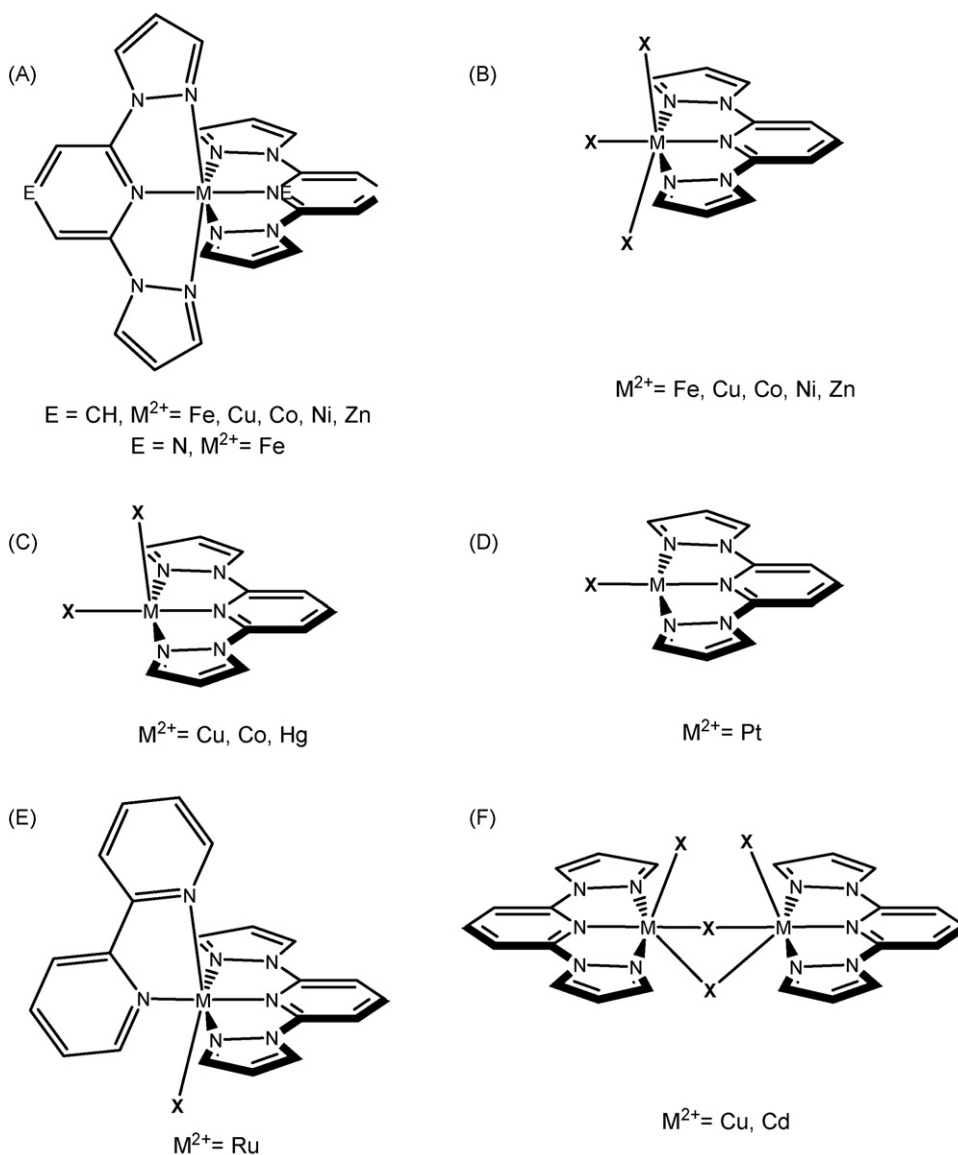 (A)
N
N
N
N
E
N
M
N
E
N
N
N
N
E = CH, M2+= Fe, Cu, Co, Ni, Zn
E = N, M2+= Fe
(B)
X
N
N
X
M
N
N
N
X
M2+= Fe, Cu, Co, Ni, Zn
(C)
X
N
N
X
M
N
N
N
M2+= Cu, Co, Hg
(D)
N
N
X
M
N
N
N
M2+= Pt
(E)
N
N
N
N
M
N
N
N
X
M2+= Ru
(F)
X
X
N
N
N
N
N
M
X
M
N
N
N
N
N
X
M2+= Cu, Cd